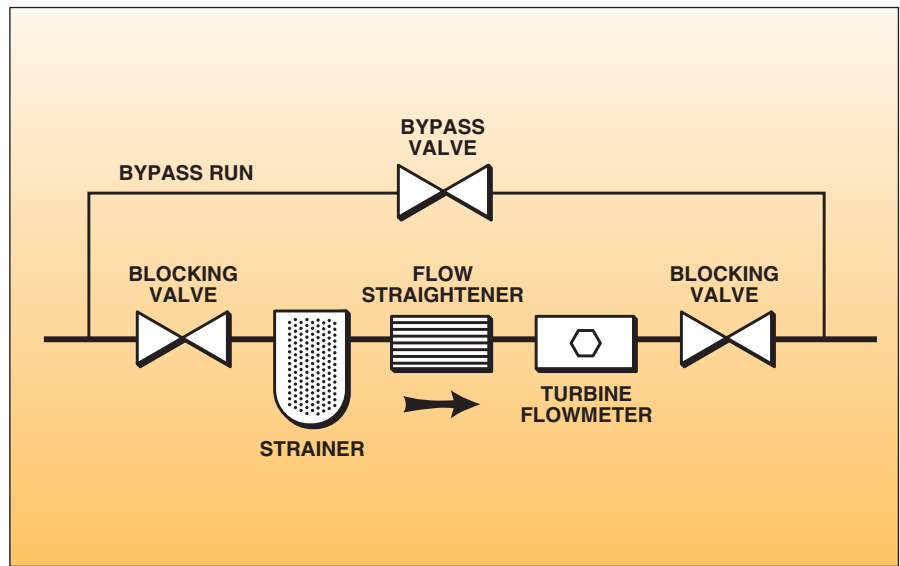 BYPASS
VALVE
BYPASS RUN
BLOCKING
VALVE
FLOW
STRAIGHTENER
BLOCKING
VALVE
TURBINE
FLOWMETER
STRAINER